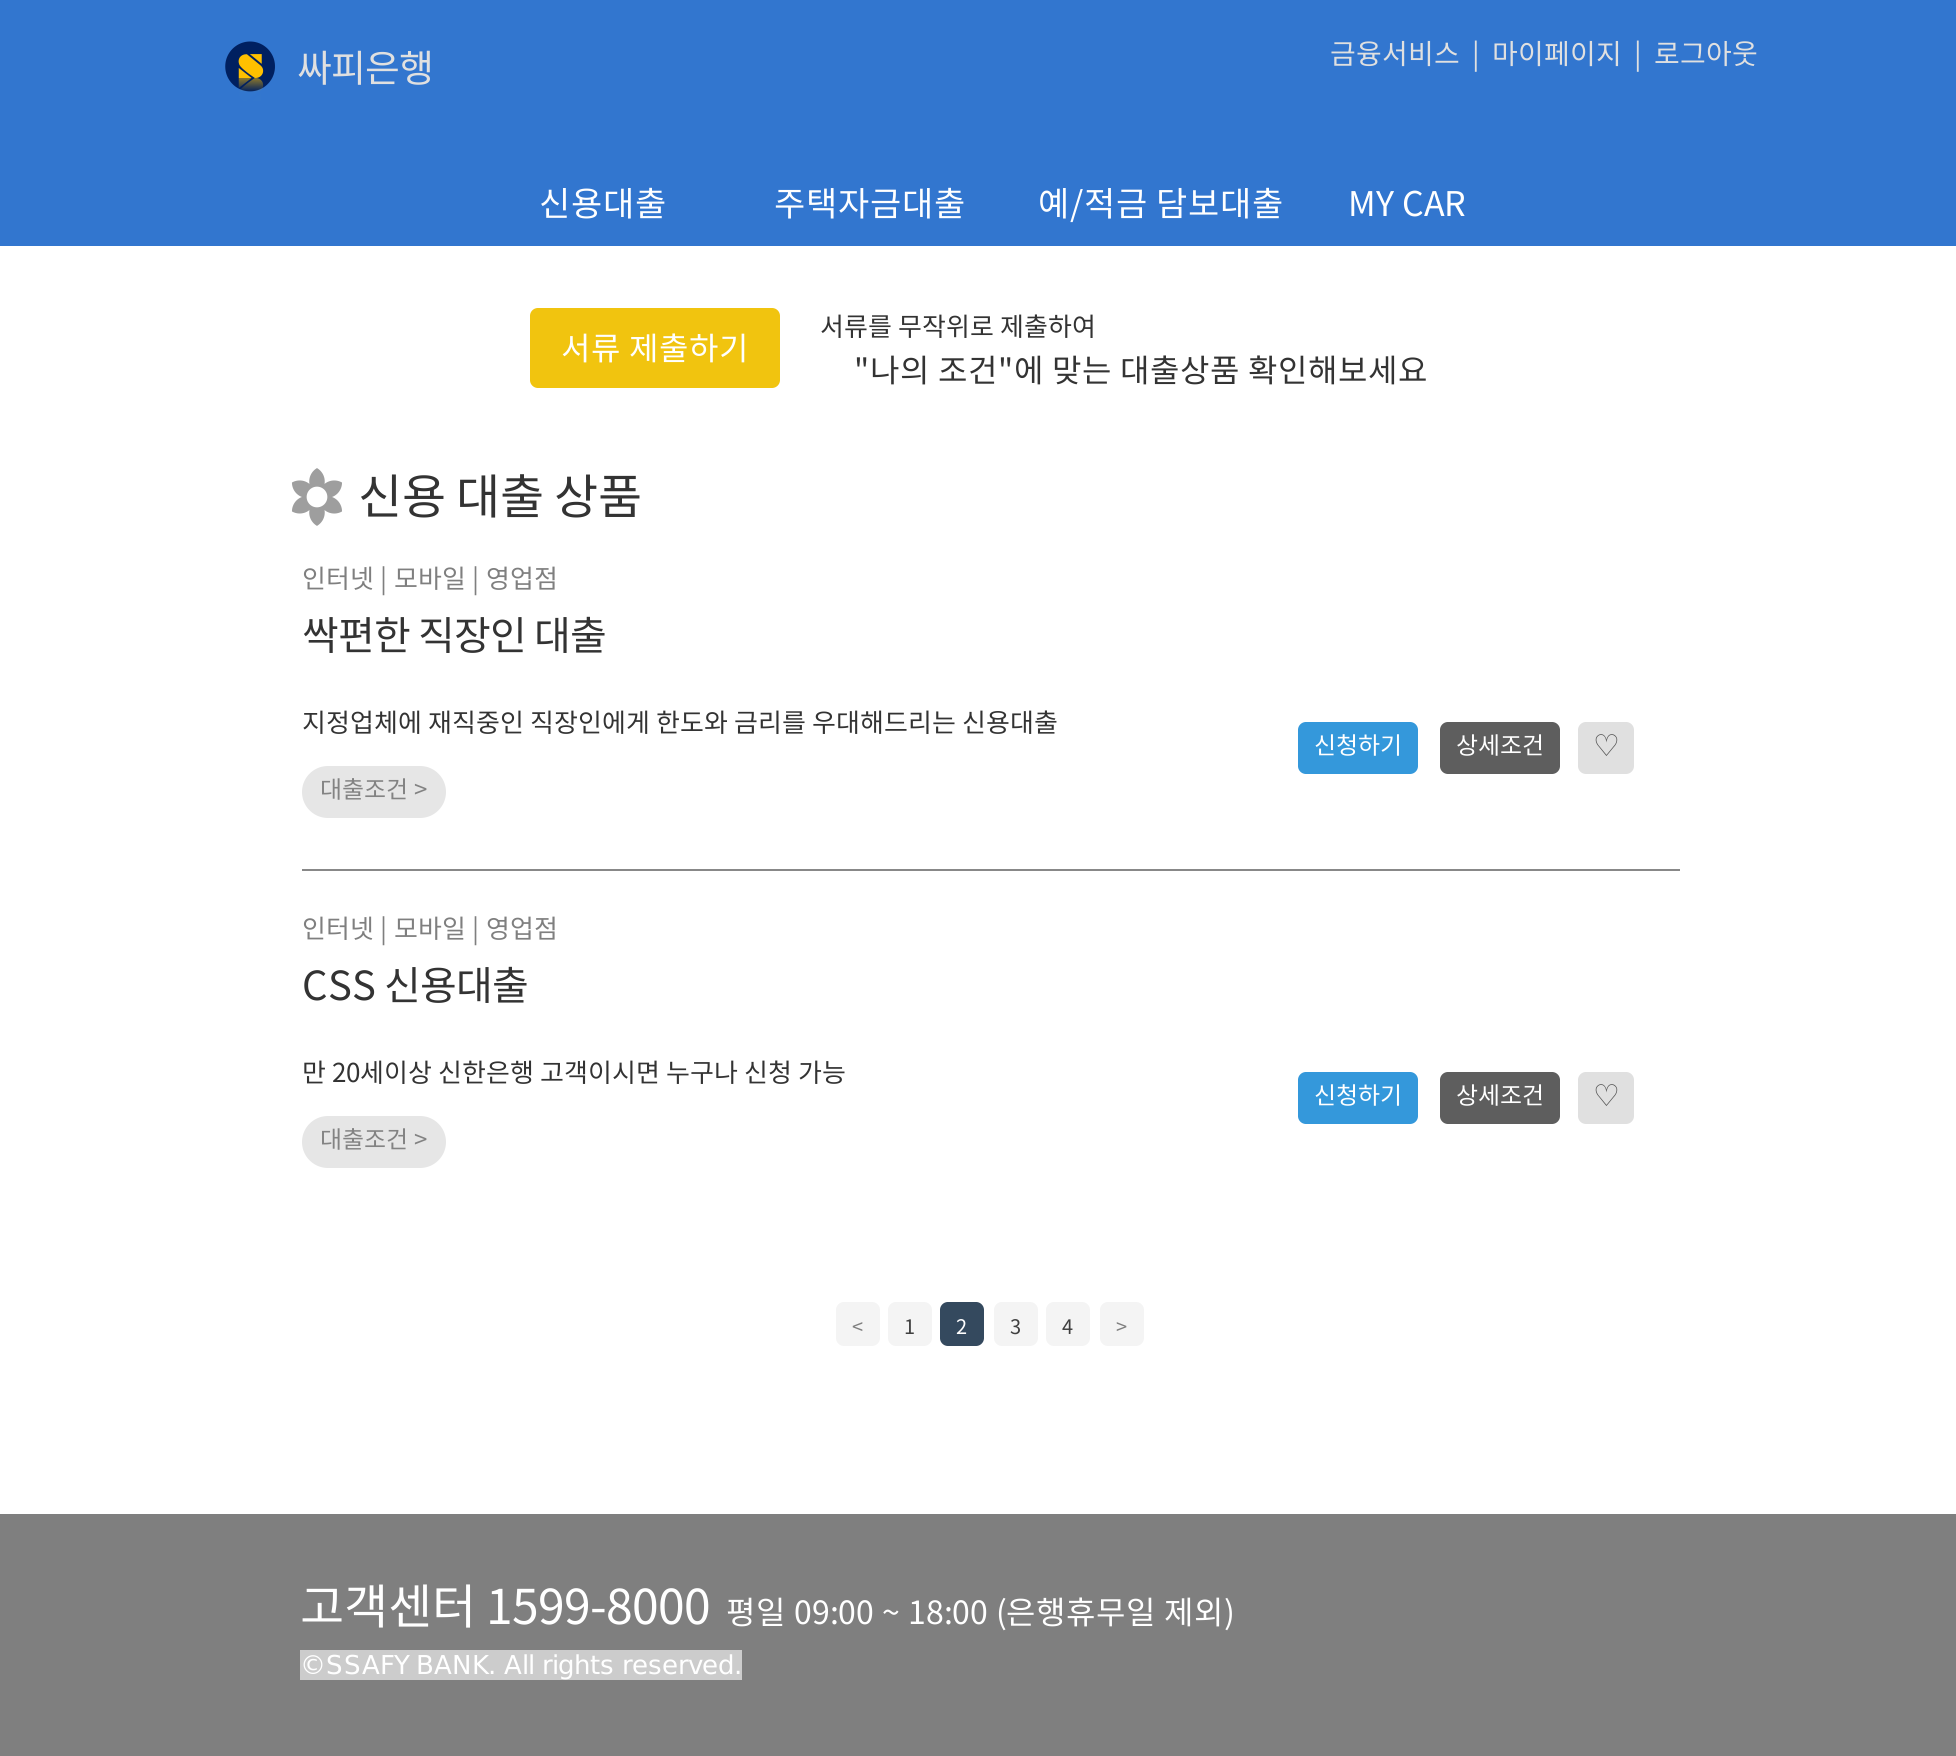 싸피은행
금융서비스 | 마이페이지 | 로그아웃
신용대출 주택자금대출 예/적금 담보대출 MY CAR
서류 제출하기
서류를 무작위로 제출하여
"나의 조건"에 맞는 대출상품 확인해보세요
신용 대출 상품
인터넷 | 모바일 | 영업점
싹편한 직장인 대출
지정업체에 재직중인 직장인에게 한도와 금리를 우대해드리는 신용대출
신청하기 상세조건 ♡
대출조건 >
인터넷 | 모바일 | 영업점
CSS 신용대출
만 20세이상 신한은행 고객이시면 누구나 신청 가능
신청하기 상세조건 ♡
대출조건 >
< 1 2 3 4 >
고객센터 1599-8000 평일 09:00 ~ 18:00 (은행휴무일 제외)
©SSAFY BANK. All rights reserved.